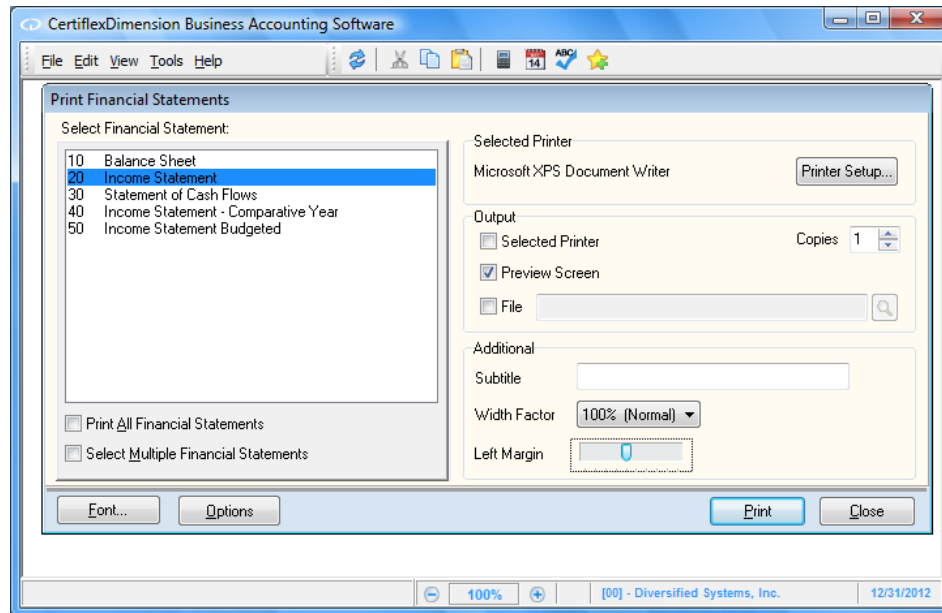 CertiflexDimension Business Accounting Software
File Edit View Tools Help
14
ABC
Print Financial Statements
Select Financial Statement:
10 Balance Sheet
20 Income Statement
30 Statement of Cash Flows
40 Income Statement - Comparative Year
50 Income Statement Budgeted
Print All Financial Statements
Select Multiple Financial Statements
Selected Printer
Microsoft XPS Document Writer
Printer Setup...
Output
Selected Printer
Copies 1
Preview Screen
File
Additional
Subtitle
Width Factor 100% (Normal)
Left Margin
Font... Options Print Close
100% [00] - Diversified Systems, Inc. 12/31/2012